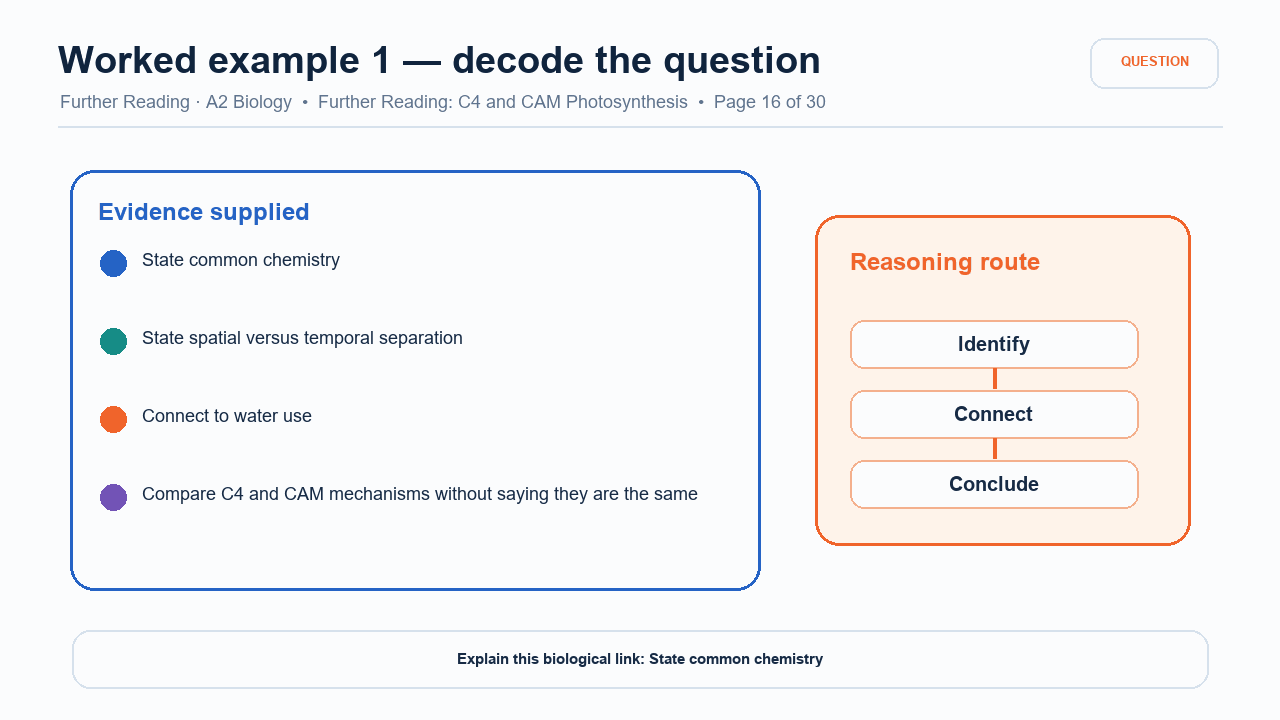 Worked example 1 — decode the question
QUESTION
Further Reading · A2 Biology • Further Reading: C4 and CAM Photosynthesis • Page 16 of 30
Evidence supplied
State common chemistry
State spatial versus temporal separation
Connect to water use
Compare C4 and CAM mechanisms without saying they are the same
Reasoning route
Identify
Connect
Conclude
Explain this biological link: State common chemistry